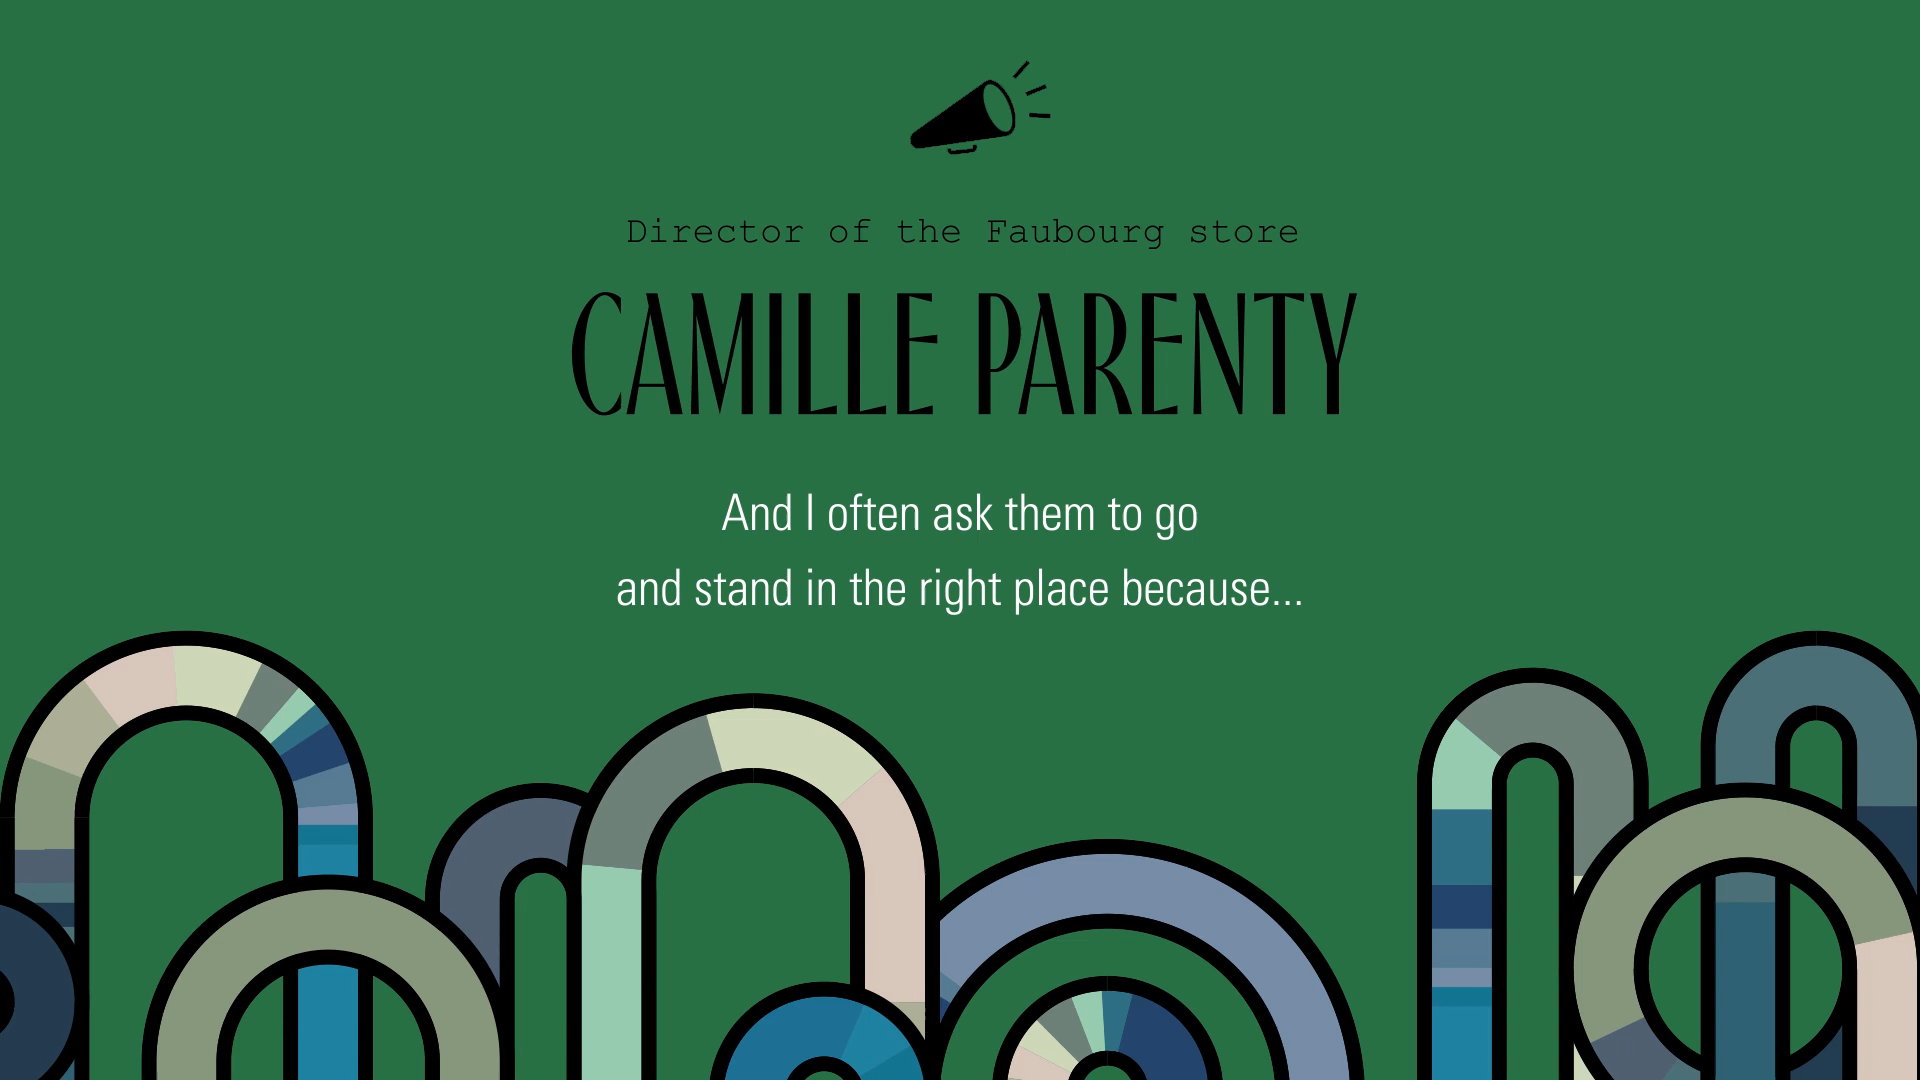 Director of the Faubourg store
CAMILLE PARENTY
And I often ask them to go
and stand in the right place because...